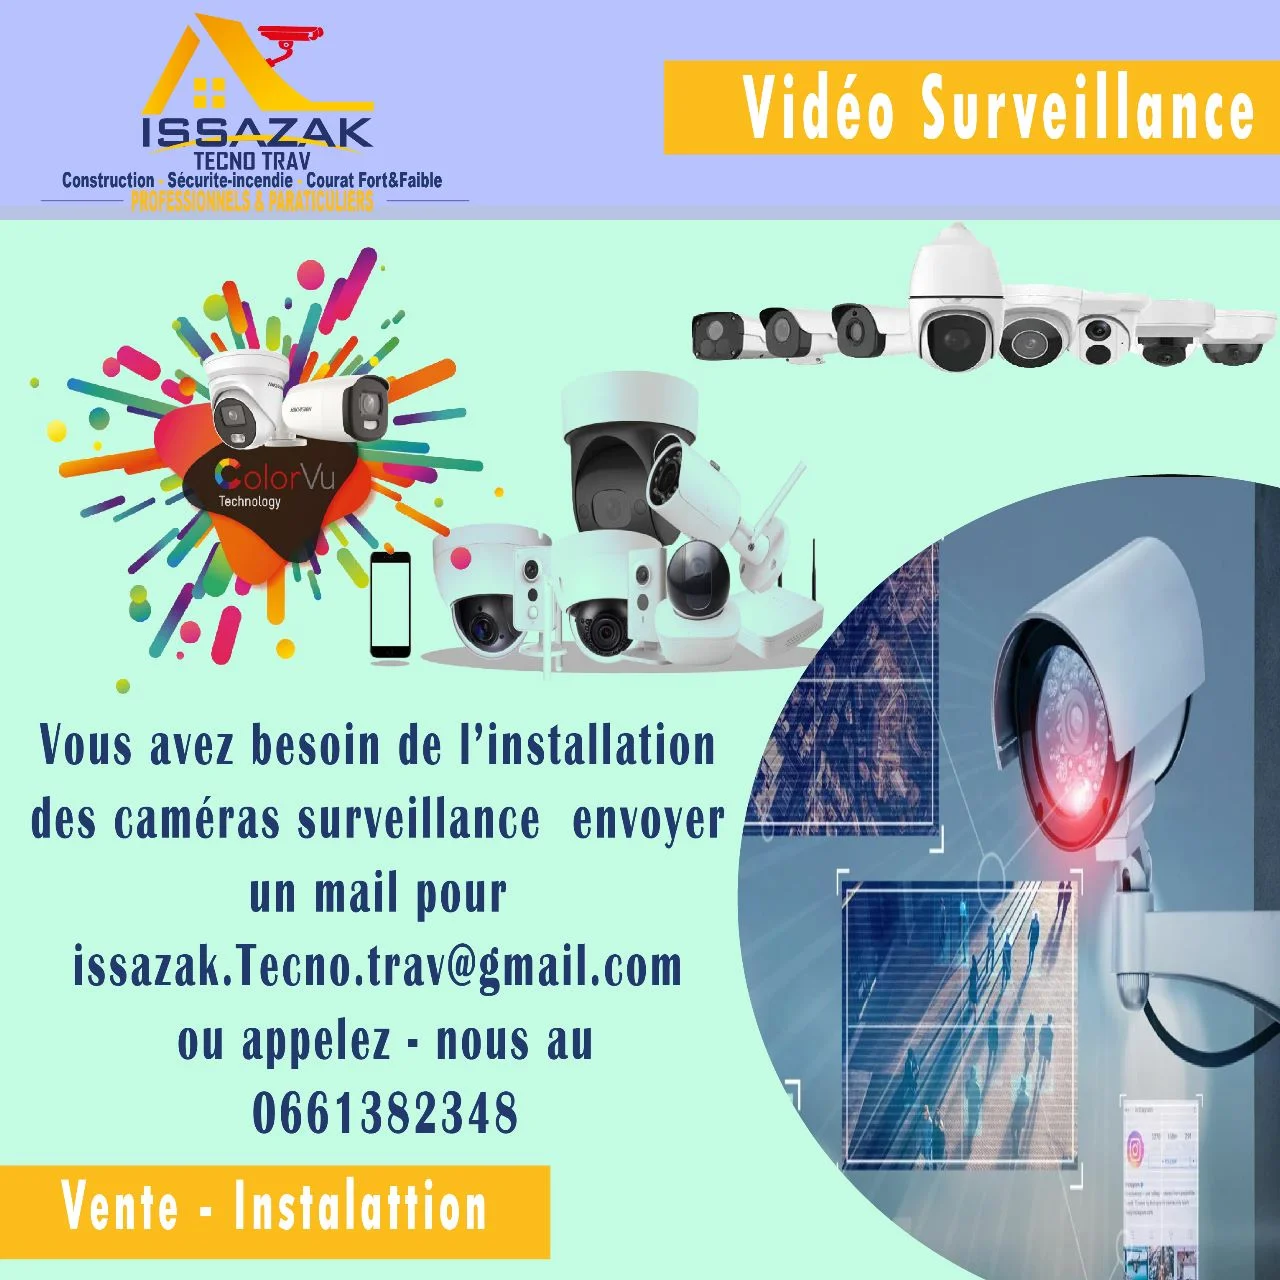 ISSAZAK
TECNO TRAV
Construction - Sécurite-incendie - Courat Fort&Faible
PROFESSIONNELS & PARATICULIERS
Vidéo Surveillance
HIKVISION
ColorVu
Technology
Vous avez besoin de l’installation
des caméras surveillance envoyer
un mail pour
issazak.Tecno.trav@gmail.com
ou appelez - nous au
0661382348
Vente - Instalattion